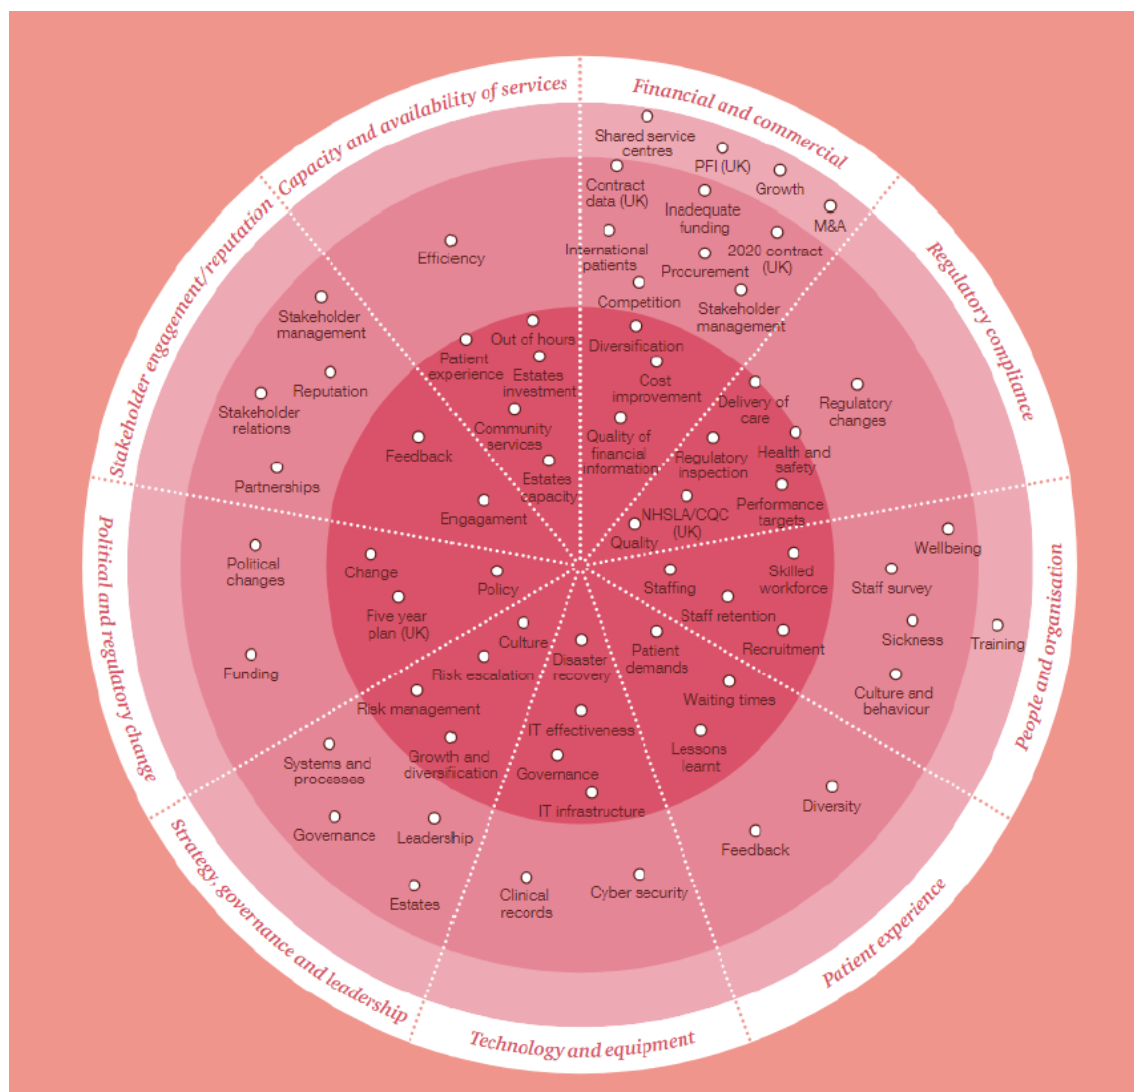 Capacity and availability of services
Financial and commercial
Regulatory compliance
People and organisation
Patient experience
Technology and equipment
Strategy, governance and leadership
Political and regulatory change
Stakeholder engagement/reputation
Shared service
centres
PFI (UK)
Growth
M&A
Contract
data (UK)
Inadequate
funding
2020 contract
(UK)
International
patients
Procurement
Competition
Stakeholder
management
Diversification
Cost
improvement
Quality of
financial
information
Delivery of
care
Regulatory
changes
Regulatory
inspection
Health and
safety
NHSLA/CQC
(UK)
Performance
targets
Quality
Wellbeing
Skilled
workforce
Staff survey
Staffing
Staff retention
Recruitment
Sickness
Training
Culture and
behaviour
Patient
demands
Waiting times
Lessons
learnt
Diversity
Feedback
Disaster
recovery
IT effectiveness
Governance
IT infrastructure
Clinical
records
Cyber security
Culture
Risk escalation
Risk management
Growth and
diversification
Systems and
processes
Governance
Leadership
Estates
Political
changes
Change
Policy
Five year
plan (UK)
Funding
Stakeholder
management
Reputation
Stakeholder
relations
Partnerships
Feedback
Engagament
Efficiency
Out of hours
Patient
experience
Estates
investment
Community
services
Estates
capacity